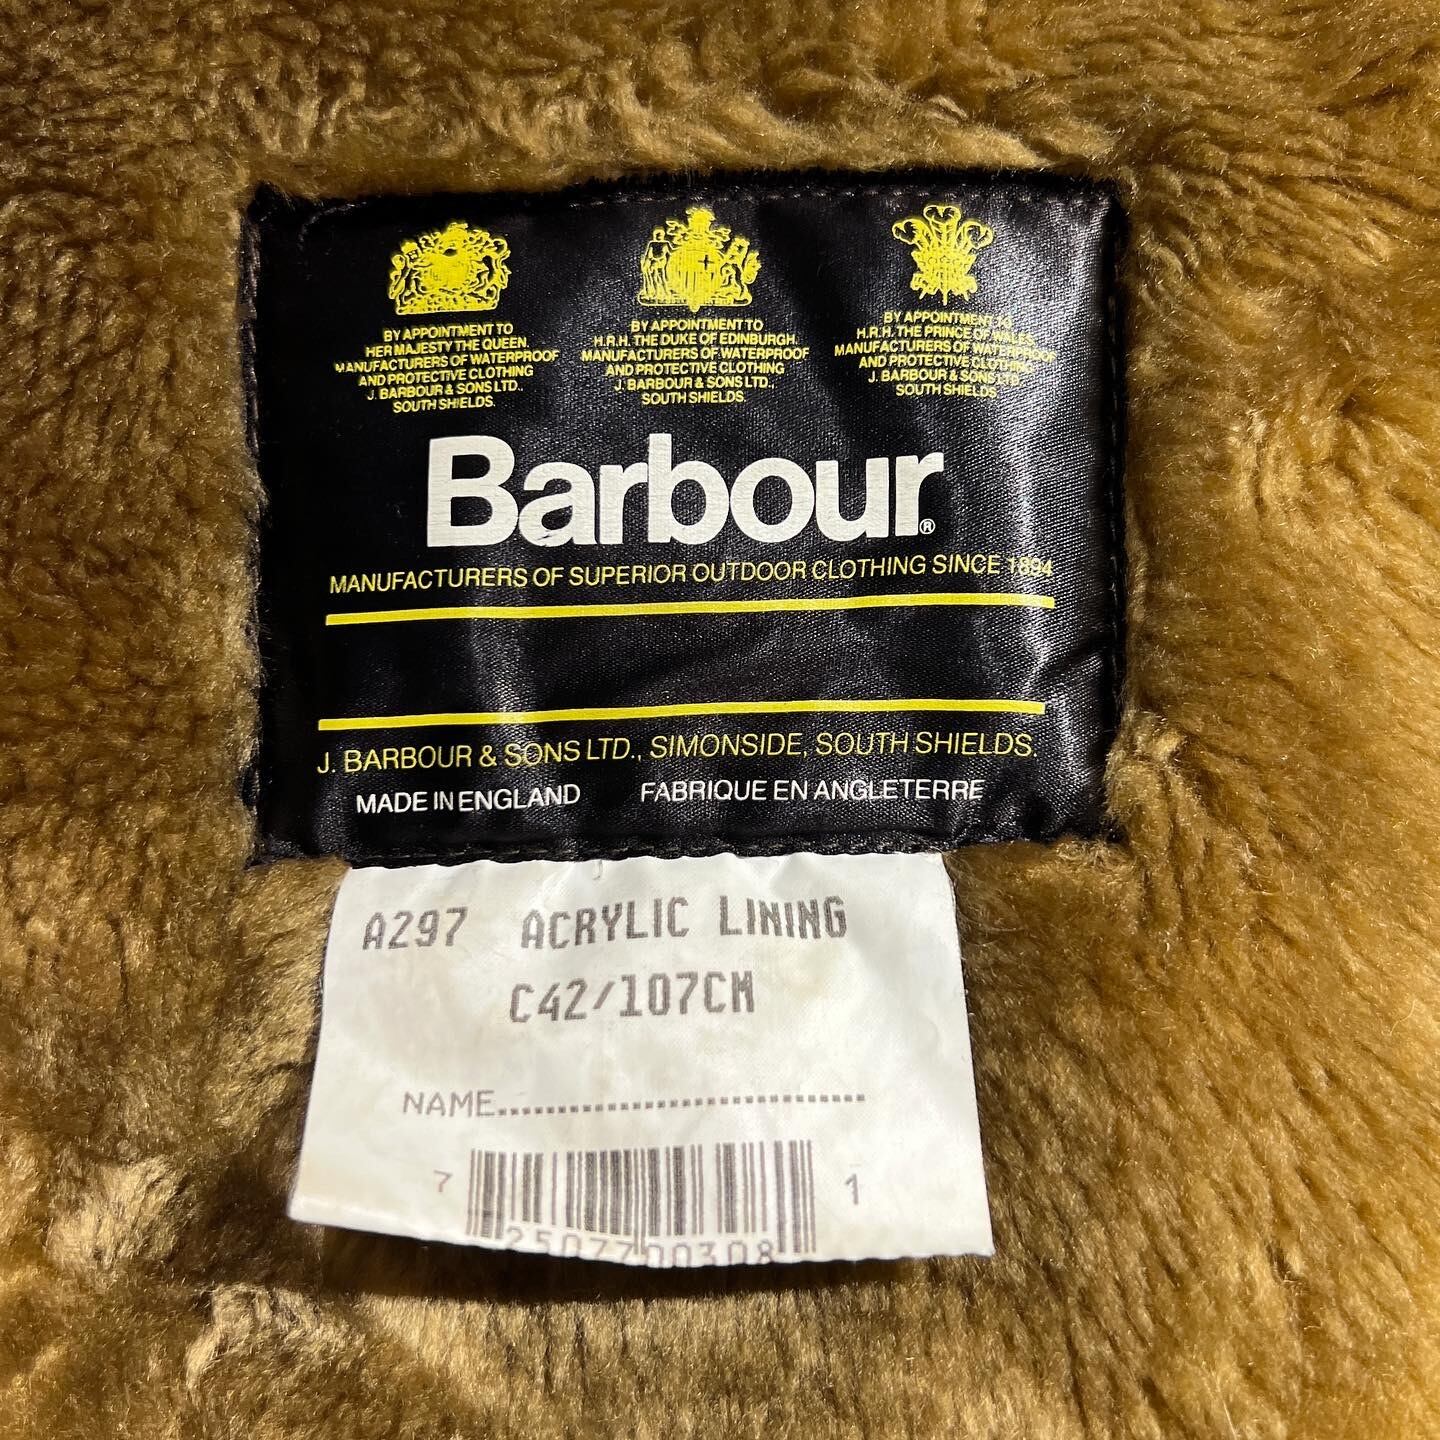 BY APPOINTMENT TO
HER MAJESTY THE QUEEN.
MANUFACTURERS OF WATERPROOF
AND PROTECTIVE CLOTHING
J. BARBOUR & SONS LTD.,
SOUTH SHIELDS.
BY APPOINTMENT TO
H.R.H. THE DUKE OF EDINBURGH.
MANUFACTURERS OF WATERPROOF
AND PROTECTIVE CLOTHING
J. BARBOUR & SONS LTD.,
SOUTH SHIELDS.
BY APPOINTMENT TO
H.R.H. THE PRINCE OF WALES.
MANUFACTURERS OF WATERPROOF
AND PROTECTIVE CLOTHING
J. BARBOUR & SONS LTD.
SOUTH SHIELDS.
Barbour®
MANUFACTURERS OF SUPERIOR OUTDOOR CLOTHING SINCE 1894
J. BARBOUR & SONS LTD., SIMONSIDE, SOUTH SHIELDS.
MADE IN ENGLAND FABRIQUE EN ANGLETERRE
A297 ACRYLIC LINING
C42/107CM
NAME..............................
7 25077 00308 1